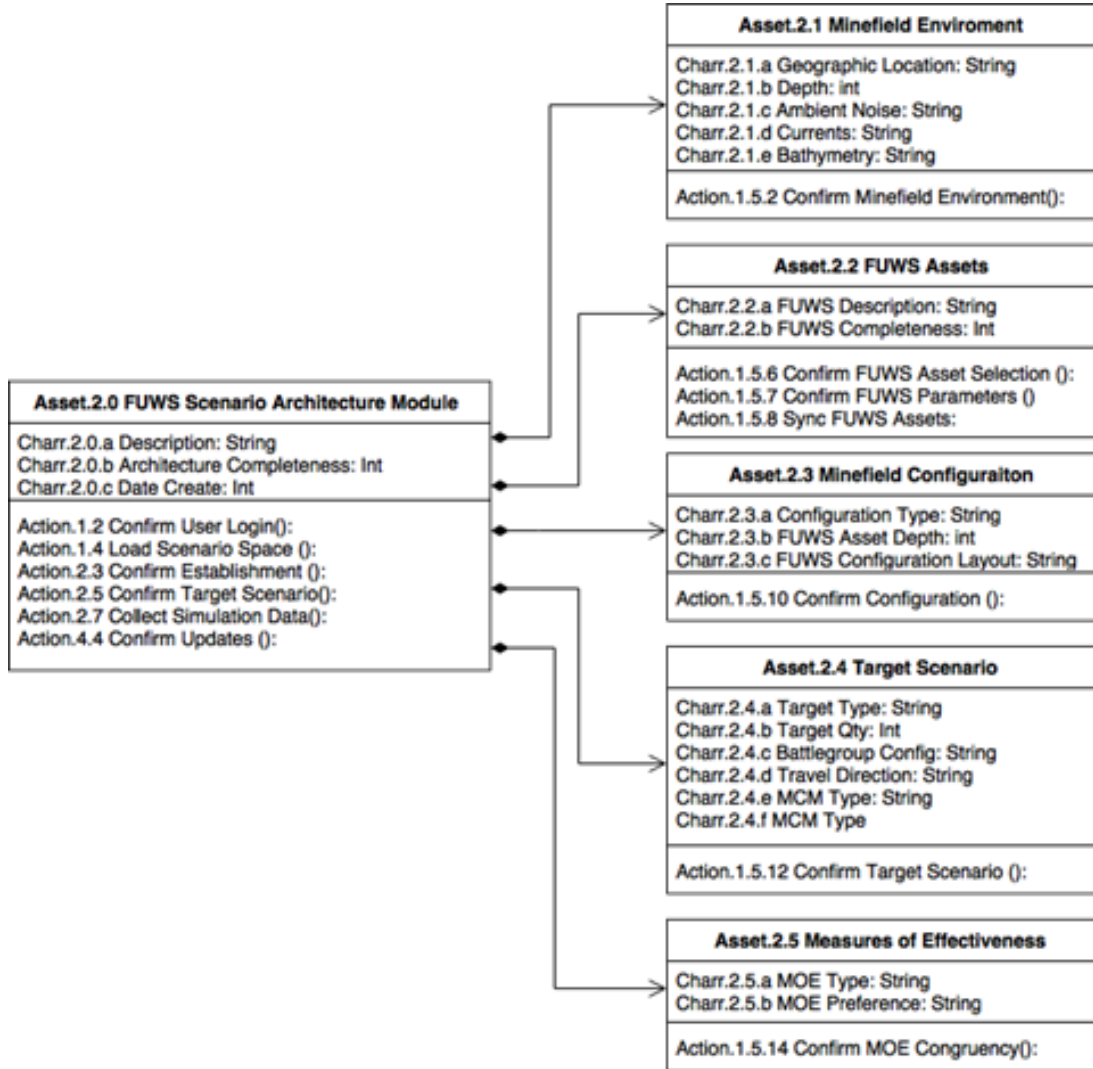 Asset.2.1 Minefield Enviroment
Charr.2.1.a Geographic Location: String
Charr.2.1.b Depth: int
Charr.2.1.c Ambient Noise: String
Charr.2.1.d Currents: String
Charr.2.1.e Bathymetry: String
Action.1.5.2 Confirm Minefield Environment():
Asset.2.2 FUWS Assets
Charr.2.2.a FUWS Description: String
Charr.2.2.b FUWS Completeness: Int
Action.1.5.6 Confirm FUWS Asset Selection ():
Action.1.5.7 Confirm FUWS Parameters ()
Action.1.5.8 Sync FUWS Assets:
Asset.2.0 FUWS Scenario Architecture Module
Charr.2.0.a Description: String
Charr.2.0.b Architecture Completeness: Int
Charr.2.0.c Date Create: Int
Action.1.2 Confirm User Login():
Action.1.4 Load Scenario Space ():
Action.2.3 Confirm Establishment ():
Action.2.5 Confirm Target Scenario():
Action.2.7 Collect Simulation Data():
Action.4.4 Confirm Updates ():
Asset.2.3 Minefield Configuraiton
Charr.2.3.a Configuration Type: String
Charr.2.3.b FUWS Asset Depth: int
Charr.2.3.c FUWS Configuration Layout: String
Action.1.5.10 Confirm Configuration ():
Asset.2.4 Target Scenario
Charr.2.4.a Target Type: String
Charr.2.4.b Target Qty: Int
Charr.2.4.c Battlegroup Config: String
Charr.2.4.d Travel Direction: String
Charr.2.4.e MCM Type: String
Charr.2.4.f MCM Type
Action.1.5.12 Confirm Target Scenario ():
Asset.2.5 Measures of Effectiveness
Charr.2.5.a MOE Type: String
Charr.2.5.b MOE Preference: String
Action.1.5.14 Confirm MOE Congruency():